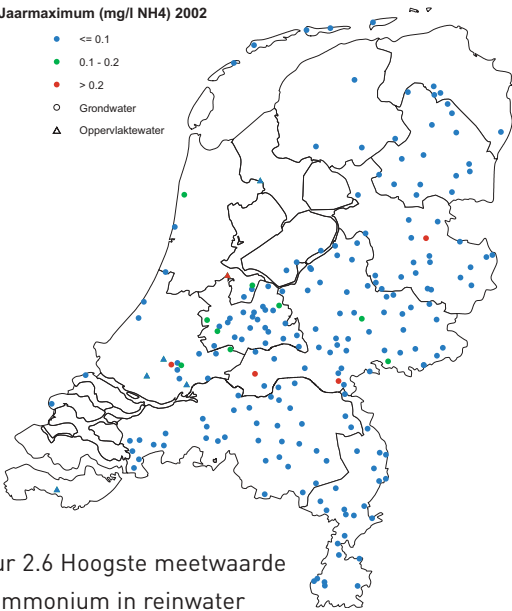 Jaarmaximum (mg/l NH4) 2002
<= 0.1
0.1 - 0.2
> 0.2
Grondwater
Oppervlaktewater
ur 2.6 Hoogste meetwaarde
mmonium in reinwater